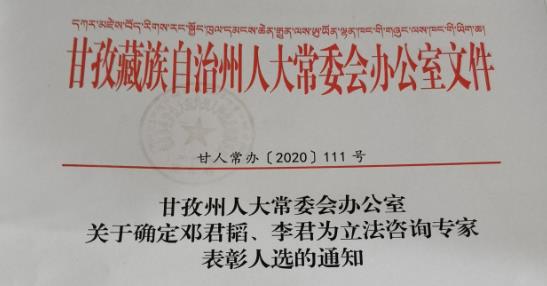 甘孜藏族自治州人大常委会办公室文件
甘人常办〔2020〕111号
甘孜州人大常委会办公室
关于确定邓君韬、李君为立法咨询专家
表彰人选的通知